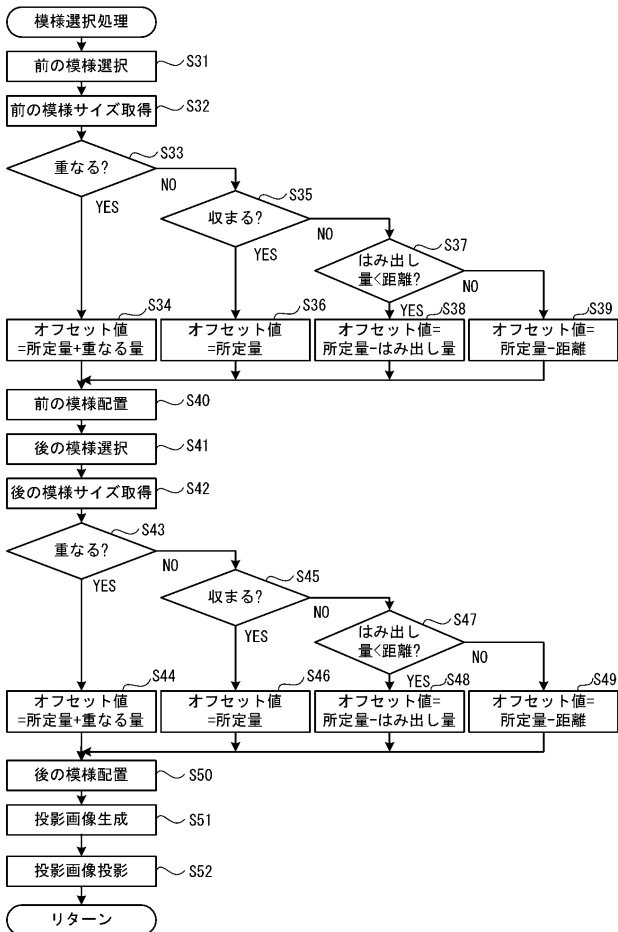 模様選択処理
前の模様選択
S31
前の模様サイズ取得
S32
重なる?
S33
NO
YES
収まる?
S35
NO
YES
はみ出し
量<距離?
S37
NO
YES
オフセット値
=所定量+重なる量
S34
オフセット値
=所定量
S36
オフセット値=
所定量-はみ出し量
S38
オフセット値=
所定量-距離
S39
前の模様配置
S40
後の模様選択
S41
後の模様サイズ取得
S42
重なる?
S43
NO
YES
収まる?
S45
NO
YES
はみ出し
量<距離?
S47
NO
YES
オフセット値
=所定量+重なる量
S44
オフセット値
=所定量
S46
オフセット値=
所定量-はみ出し量
S48
オフセット値=
所定量-距離
S49
後の模様配置
S50
投影画像生成
S51
投影画像投影
S52
リターン